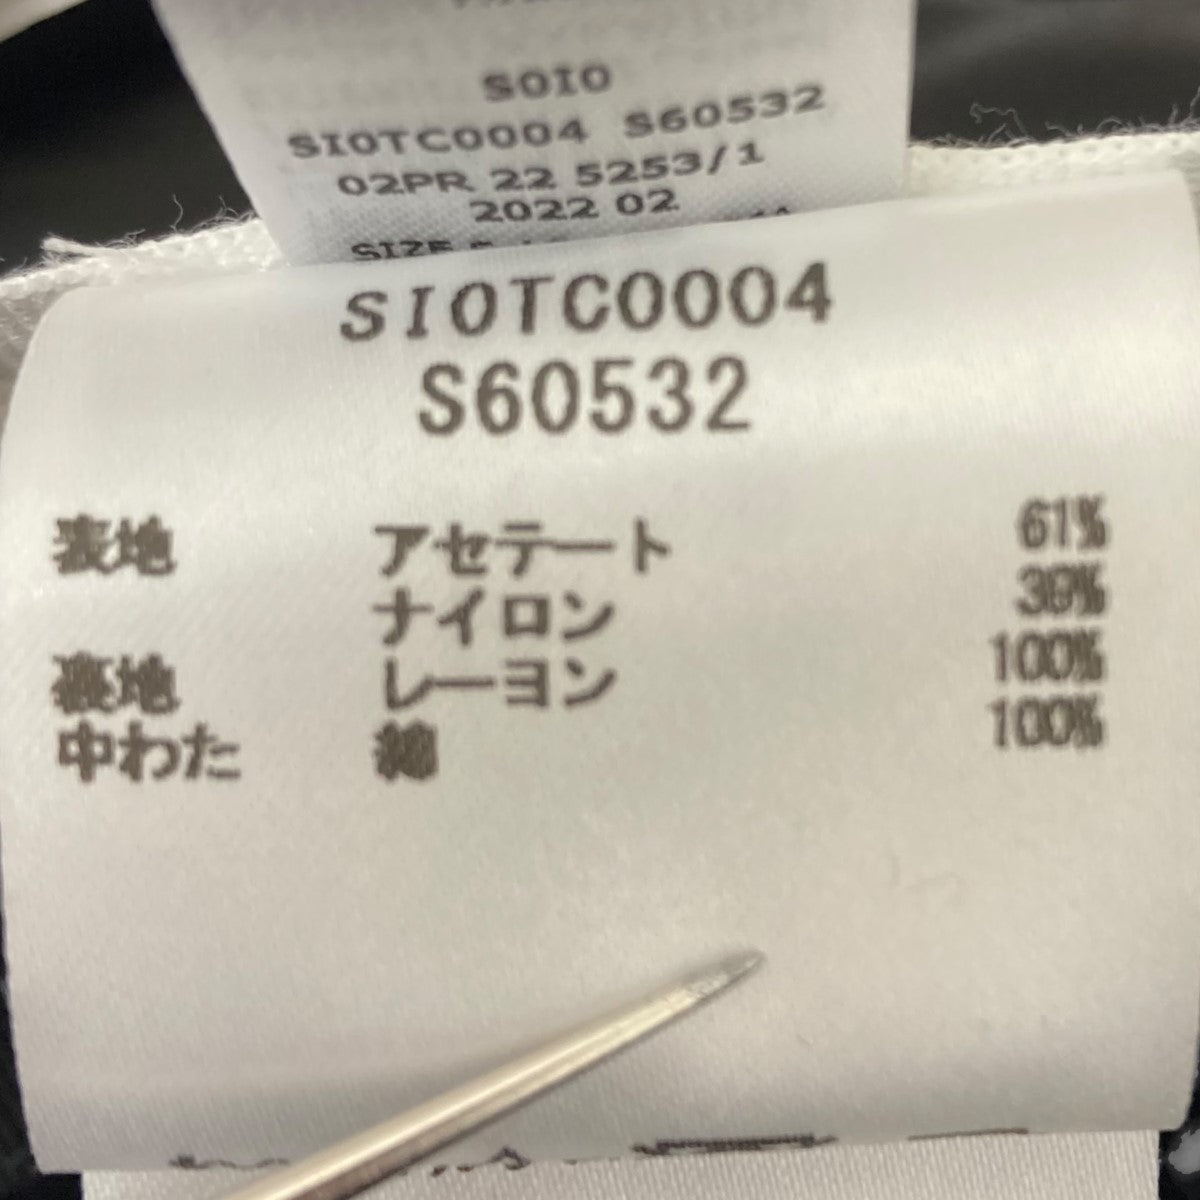 SOIO
SIOTC0004 S60532
02PR 22 5253/1
2022 02
SIZE
SIOTC0004
S60532
表地 アセテート 61%
ナイロン 39%
裏地 レーヨン 100%
中わた 綿 100%